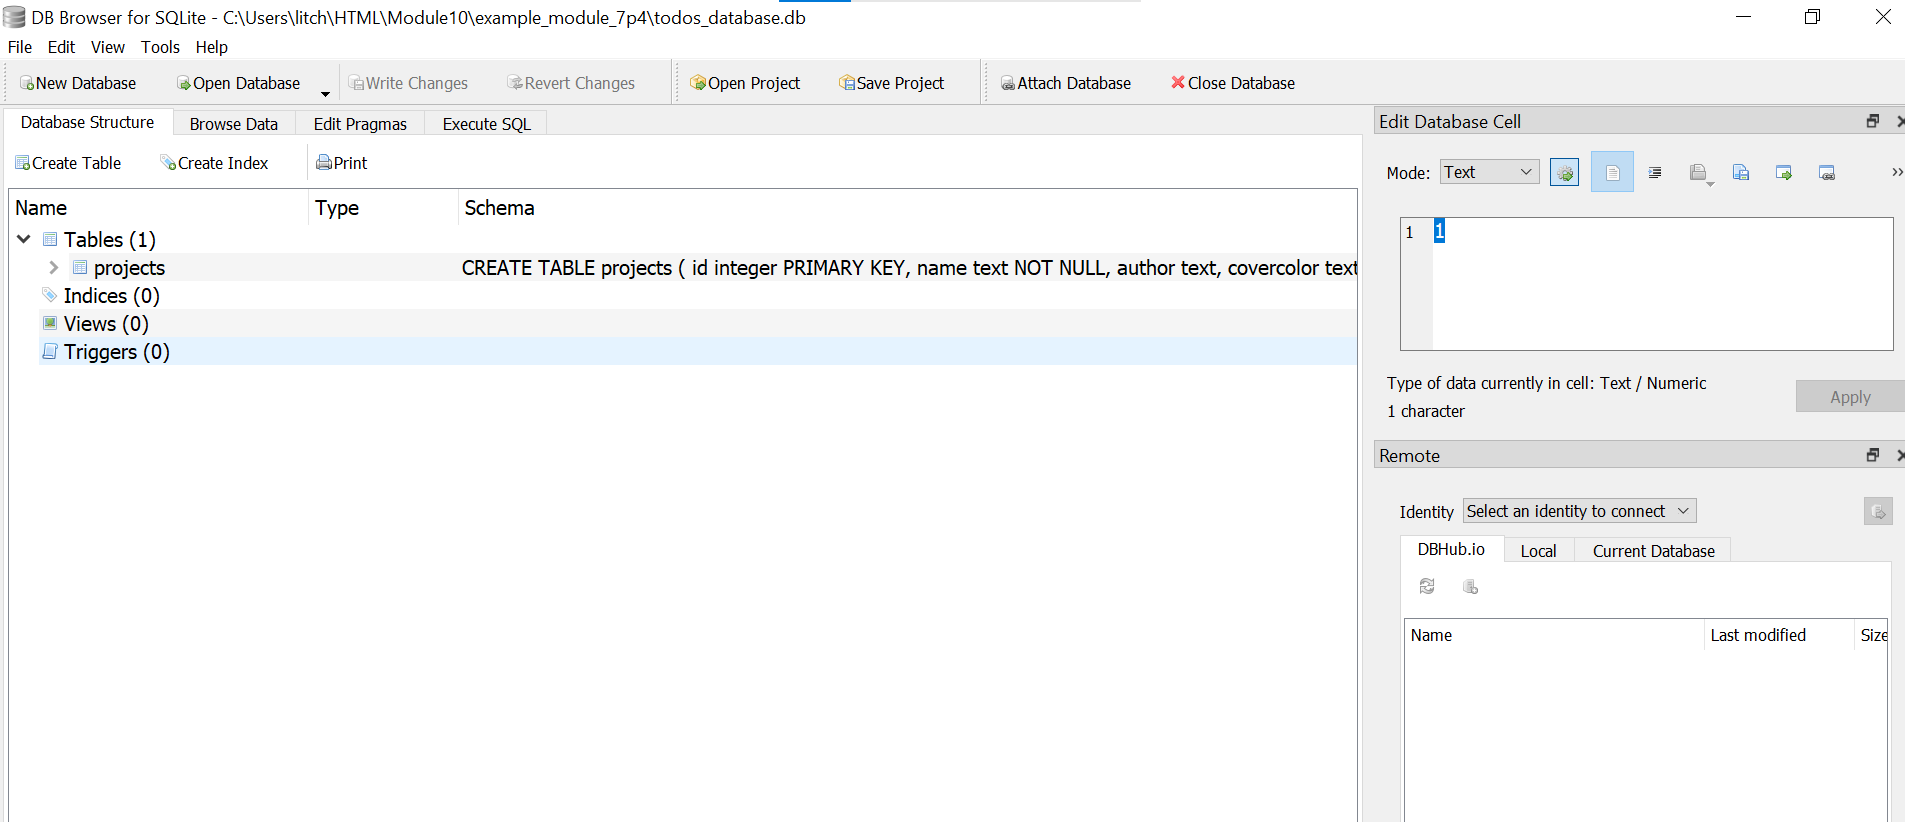 DB Browser for SQLite - C:\Users\litch\HTML\Module10\example_module_7p4\todos_database.db
File Edit View Tools Help
New Database Open Database Write Changes Revert Changes Open Project Save Project Attach Database Close Database
Database Structure Browse Data Edit Pragmas Execute SQL
Create Table Create Index Print
Name Type Schema
Tables (1)
projects CREATE TABLE projects ( id integer PRIMARY KEY, name text NOT NULL, author text, covercolor text
Indices (0)
Views (0)
Triggers (0)
Edit Database Cell
Mode: Text
1 1
Type of data currently in cell: Text / Numeric
1 character
Apply
Remote
Identity Select an identity to connect
DBHub.io Local Current Database
Name Last modified Size